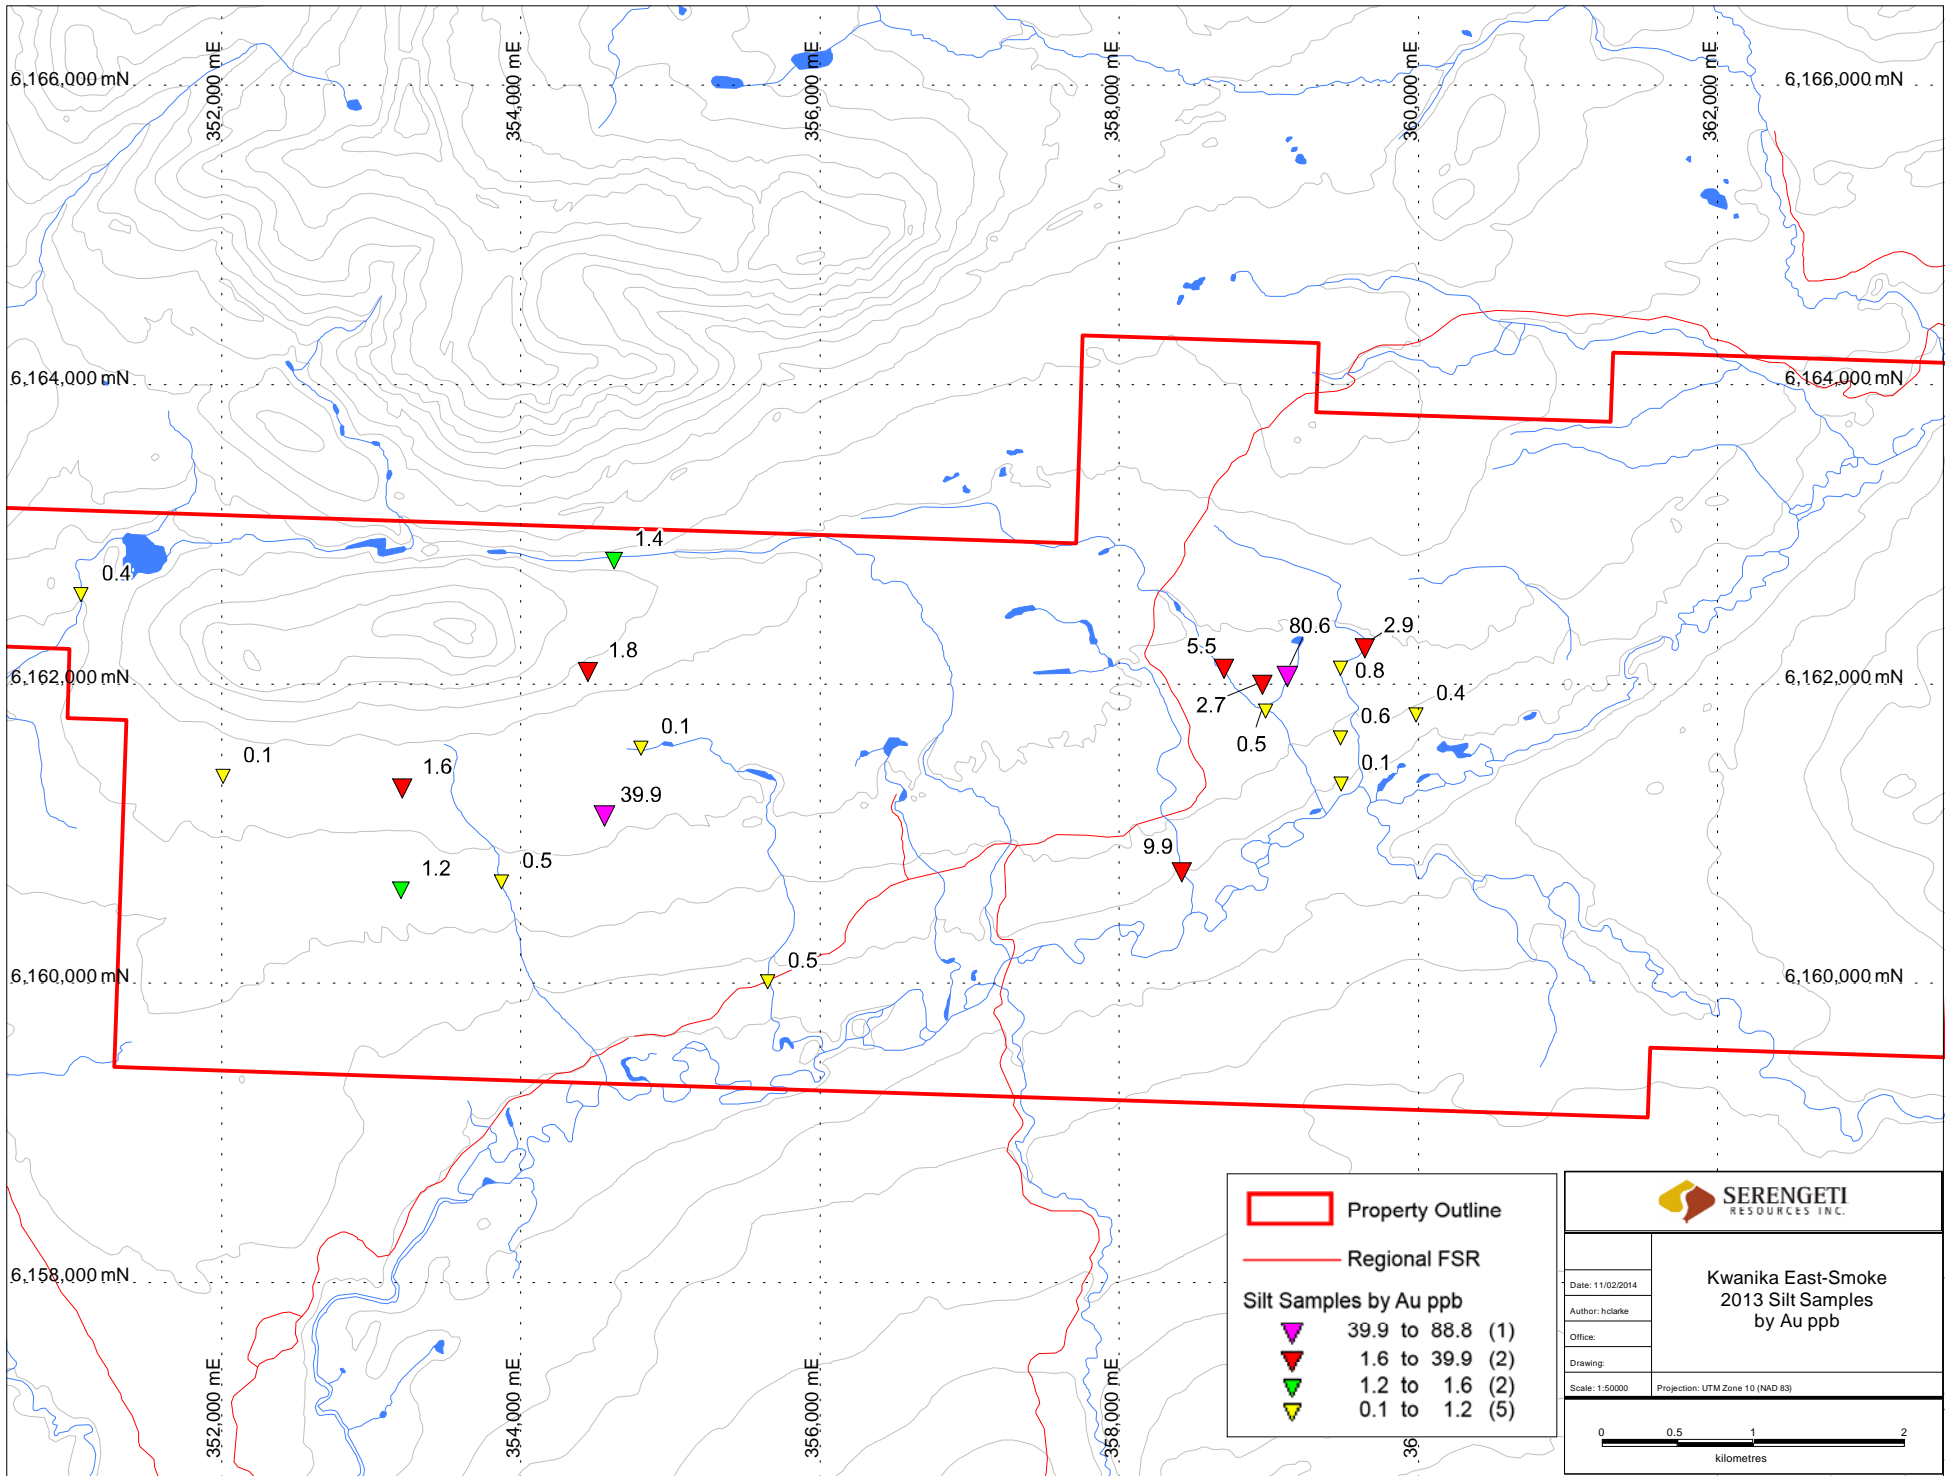 352,000 mE
354,000 mE
356,000 mE
358,000 mE
360,000 mE
362,000 mE
6,166,000 mN
6,166,000 mN
6,164,000 mN
6,164,000 mN
1.4
0.4
80.6
2.9
5.5
1.8
0.8
6,162,000 mN
6,162,000 mN
0.4
2.7
0.6
0.1
0.5
0.1
1.6
0.1
39.9
9.9
0.5
1.2
0.5
6,160,000 mN
6,160,000 mN
6,158,000 mN
352,000 mE
354,000 mE
356,000 mE
358,000 mE
36
Property Outline
Regional FSR
Silt Samples by Au ppb
39.9 to 88.8 (1)
1.6 to 39.9 (2)
1.2 to 1.6 (2)
0.1 to 1.2 (5)
SERENGETI
RESOURCES INC.
Date: 11/02/2014
Author: hclarke
Office:
Drawing:
Scale: 1:50000
Kwanika East-Smoke
2013 Silt Samples
by Au ppb
Projection: UTM Zone 10 (NAD 83)
0 0.5 1 2
kilometres